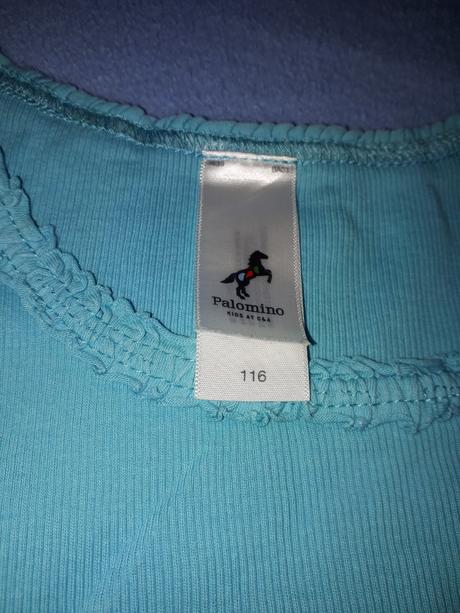 Palomino
KIDS AT C&A
116